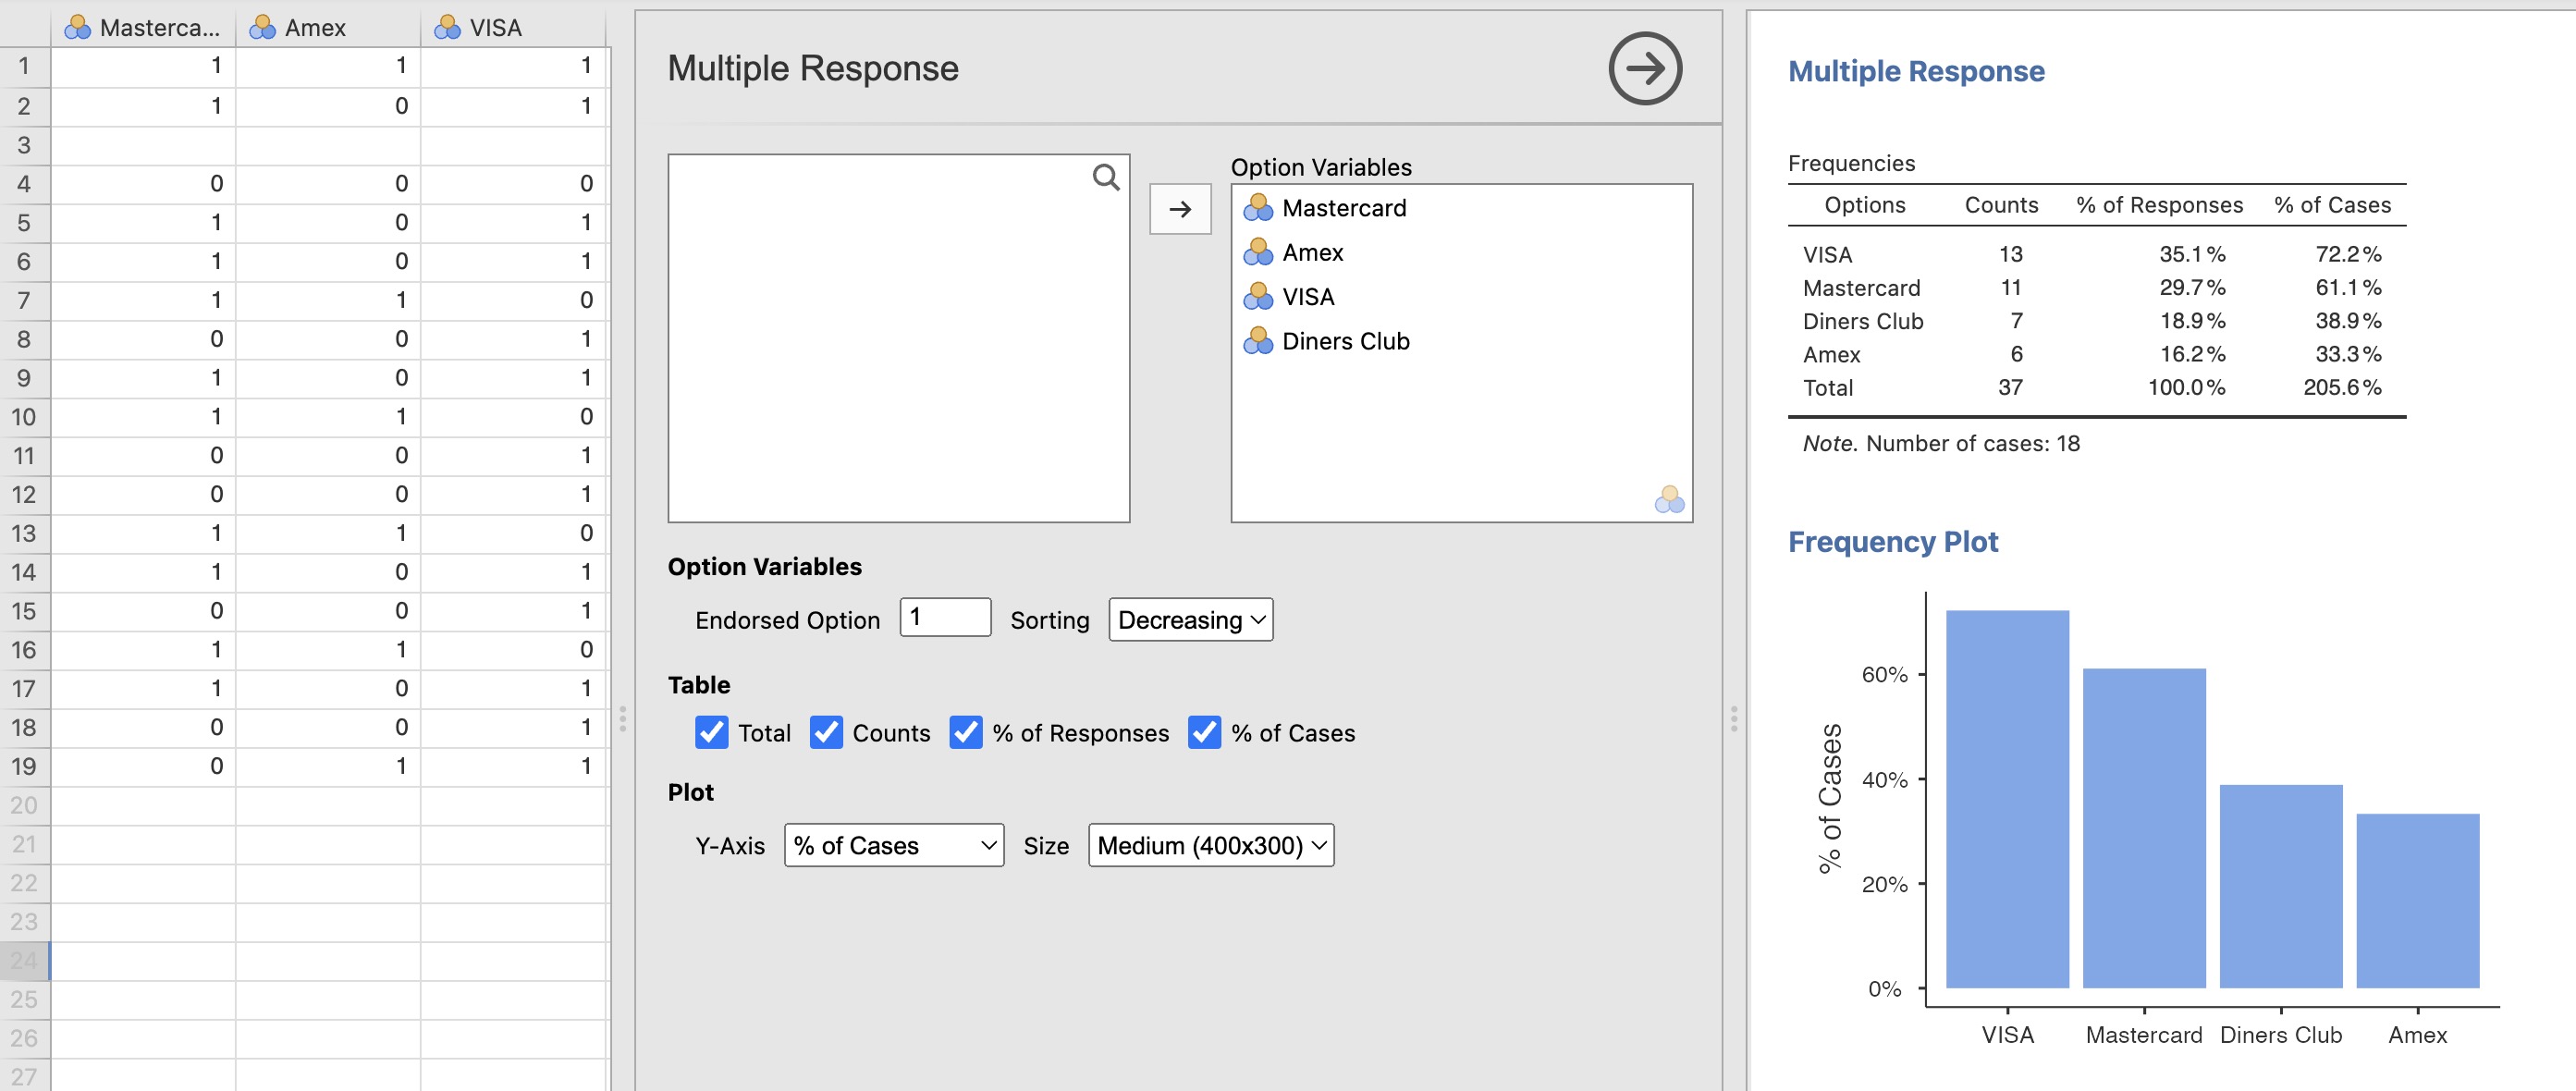 Masterca...	Amex	VISA
1	1	1	1
2	1	0	1
3
4	0	0	0
5	1	0	1
6	1	0	1
7	1	1	0
8	0	0	1
9	1	0	1
10	1	1	0
11	0	0	1
12	0	0	1
13	1	1	0
14	1	0	1
15	0	0	1
16	1	1	0
17	1	0	1
18	0	0	1
19	0	1	1
20
21
22
23
24
25
26
27
Multiple Response
Option Variables
Mastercard
Amex
VISA
Diners Club
Option Variables
Endorsed Option 1 Sorting Decreasing
Table
Total Counts % of Responses % of Cases
Plot
Y-Axis % of Cases Size Medium (400x300)
Multiple Response
Frequencies
Options	Counts	% of Responses	% of Cases
VISA	13	35.1%	72.2%
Mastercard	11	29.7%	61.1%
Diners Club	7	18.9%	38.9%
Amex	6	16.2%	33.3%
Total	37	100.0%	205.6%
Note. Number of cases: 18
Frequency Plot
% of Cases
60%
40%
20%
0%
VISA Mastercard Diners Club Amex